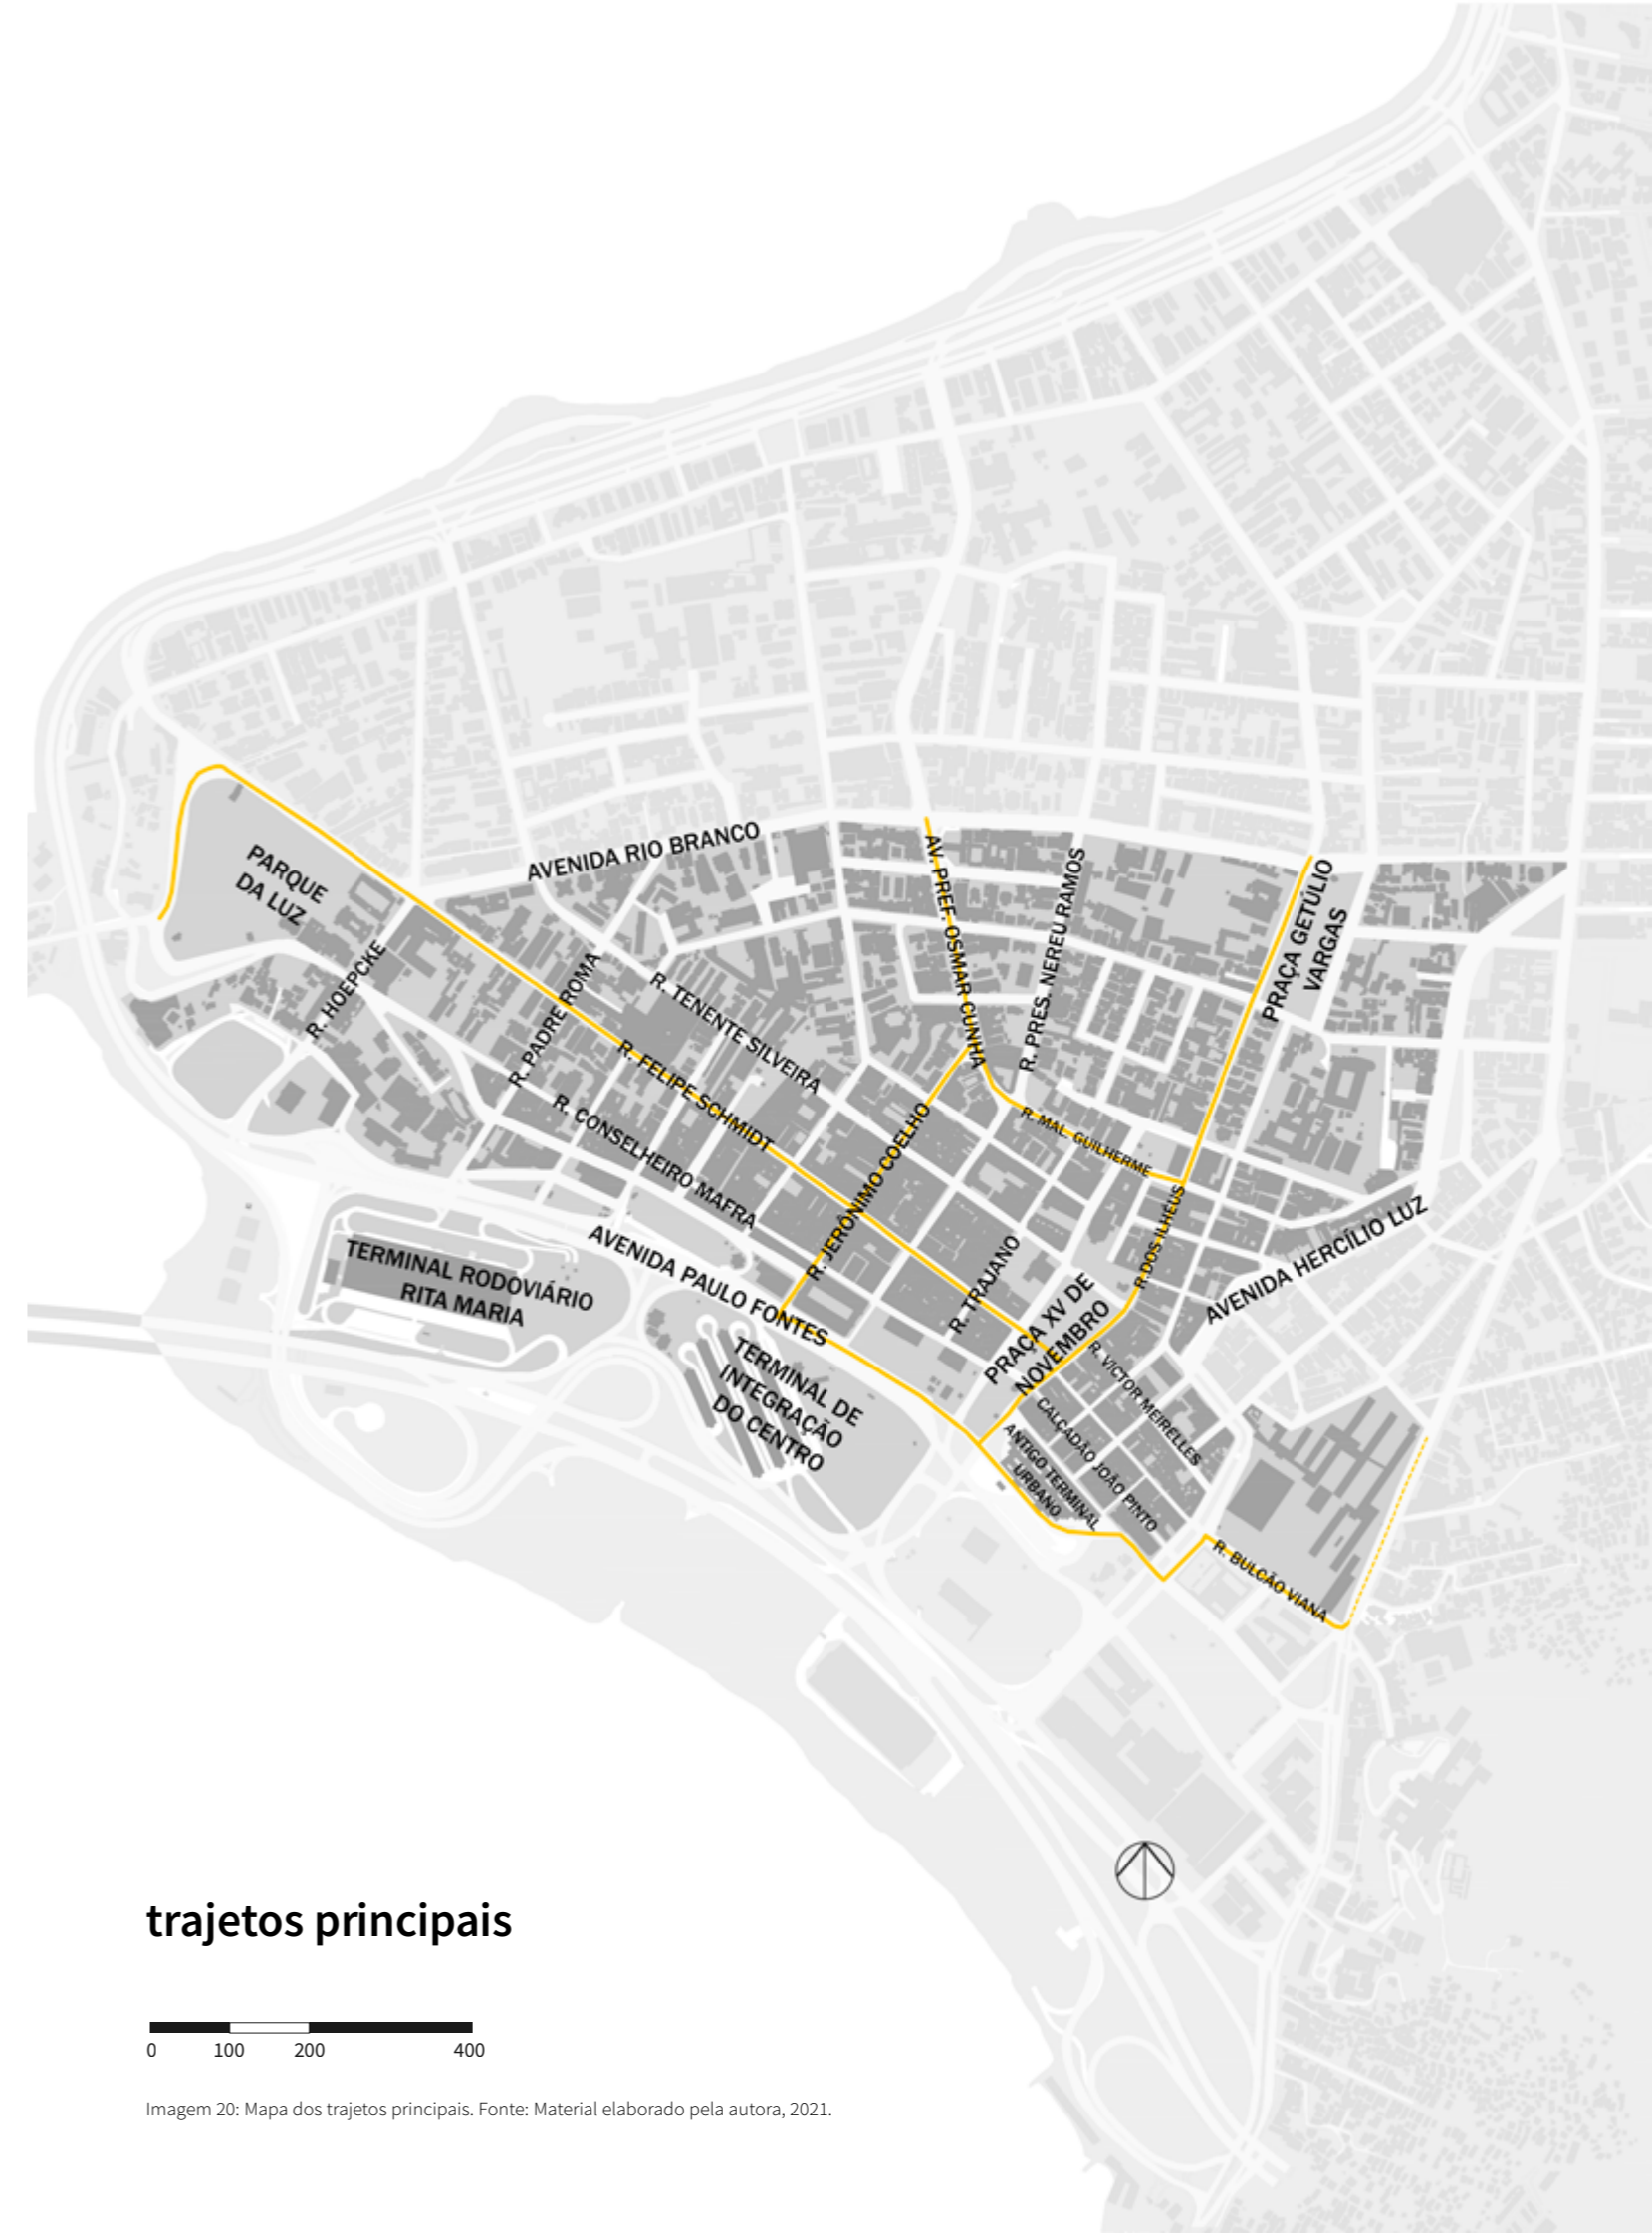 AVENIDA RIO BRANCO
PARQUE
DA LUZ
AV. PREF. OSMAR CUNHA
R. PRES. NEREU RAMOS
PRAÇA GETÚLIO
VARGAS
R. HOEPCKE
R. PADRE ROMA
R. TENENTE SILVEIRA
R. FELIPE SCHMIDT
R. CONSELHEIRO MAFRA
R. JERÔNIMO COELHO
R. MAL. GUILHERME
R.DOS ILHÉUS
AVENIDA HERCÍLIO LUZ
R. TRAJANO
AVENIDA PAULO FONTES
TERMINAL RODOVIÁRIO
RITA MARIA
PRAÇA XV DE
NOVEMBRO
R. VICTOR MEIRELLES
TERMINAL DE
INTEGRAÇÃO
DO CENTRO
CALÇADÃO JOÃO PINTO
ANTIGO TERMINAL
URBANO
R. BULCÃO VIANA
trajetos principais
0 100 200 400
Imagem 20: Mapa dos trajetos principais. Fonte: Material elaborado pela autora, 2021.